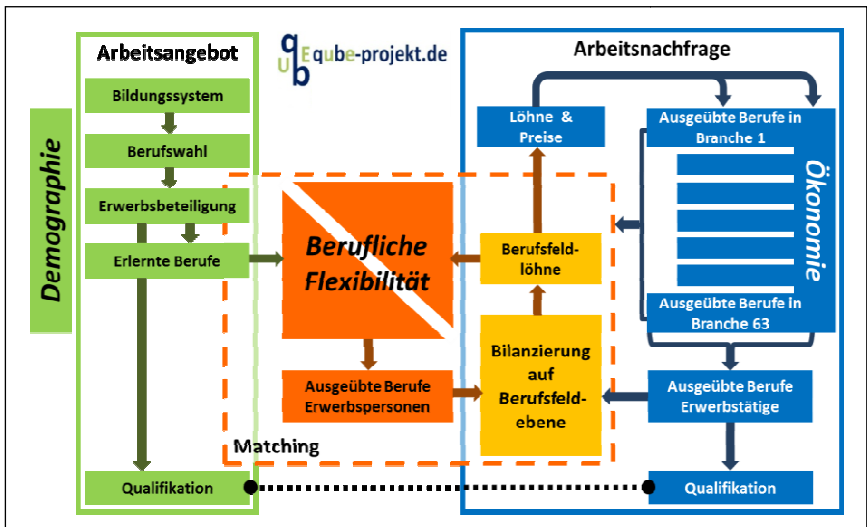 Arbeitsangebot
qube-projekt.de
Arbeitsnachfrage
Demographie
Bildungssystem
Berufswahl
Erwerbsbeteiligung
Erlernte Berufe
Qualifikation
Berufliche
Flexibilität
Ausgeübte Berufe
Erwerbspersonen
Matching
Löhne &
Preise
Berufsfeld-
löhne
Bilanzierung
auf
Berufsfeld-
ebene
Ausgeübte Berufe in
Branche 1
Ökonomie
Ausgeübte Berufe in
Branche 63
Ausgeübte Berufe
Erwerbstätige
Qualifikation